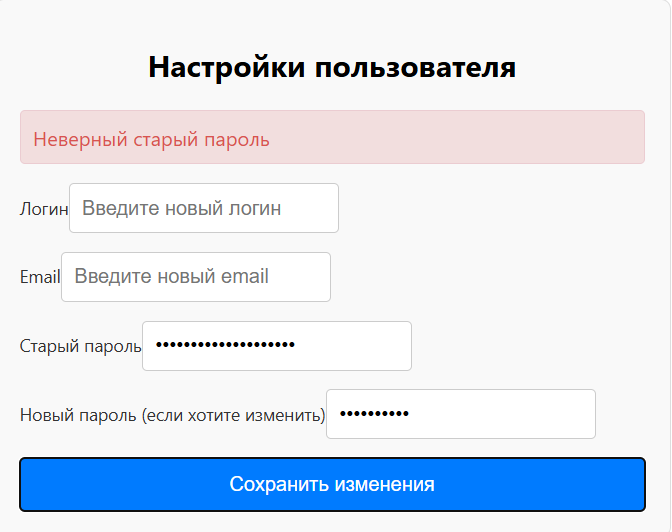 Настройки пользователя
Неверный старый пароль
Логин Введите новый логин
Email Введите новый email
Старый пароль ••••••••••••••••••••
Новый пароль (если хотите изменить) ••••••••••
Сохранить изменения